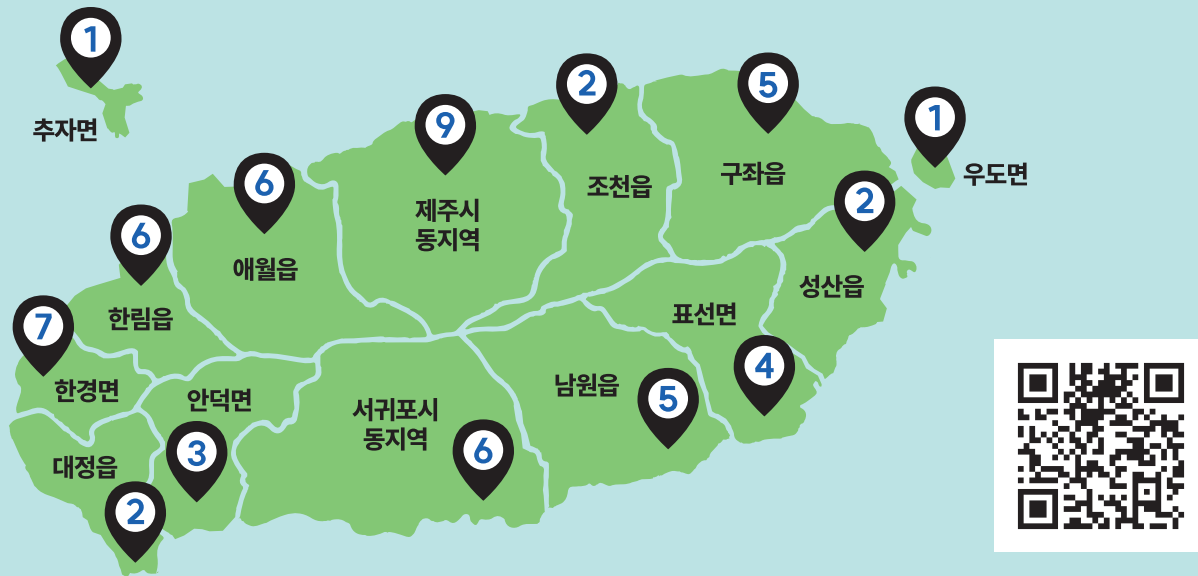 1
추자면
2
5
1
우도면
9
제주시
동지역
조천읍
구좌읍
2
성산읍
6
애월읍
6
한림읍
7
한경면
표선면
4
안덕면
3
서귀포시
동지역
6
남원읍
5
대정읍
2